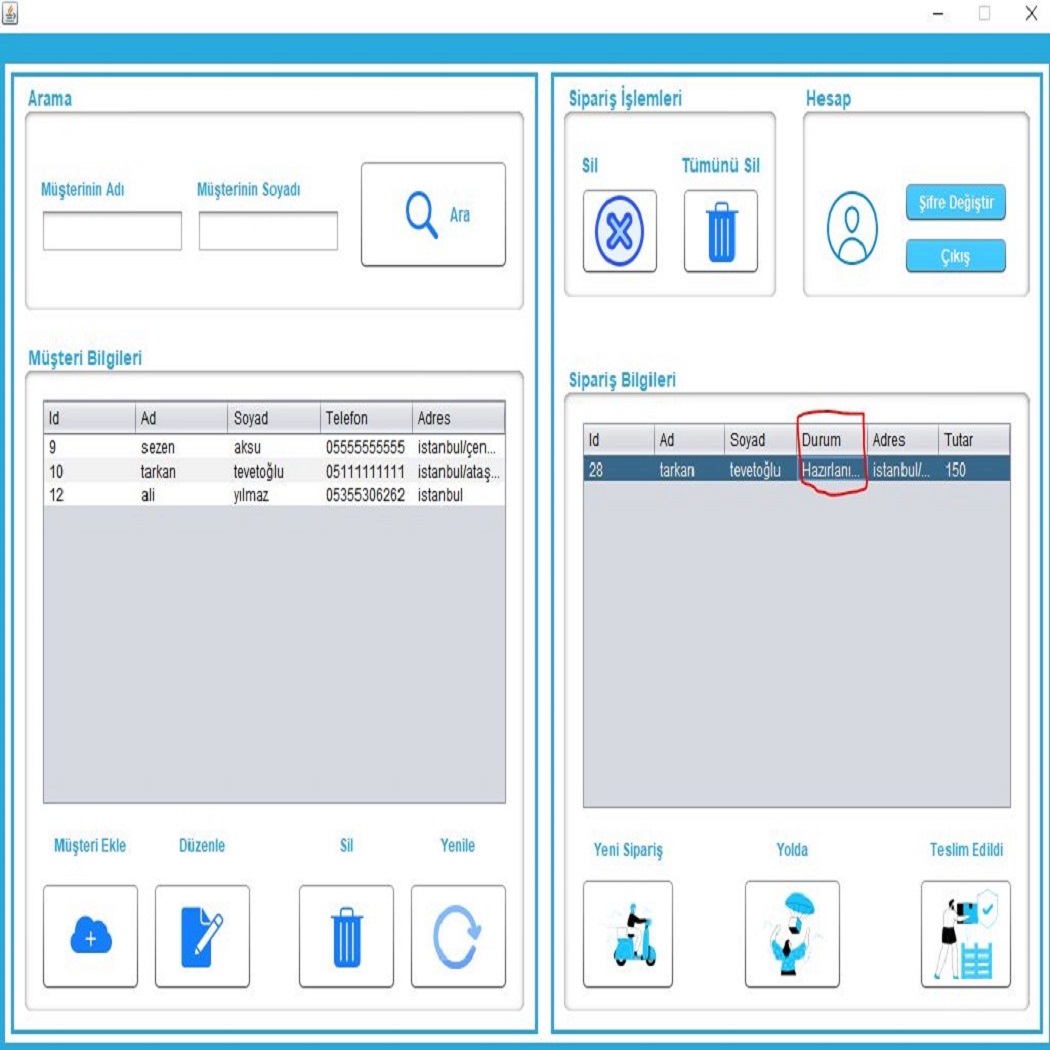 Arama
Müşterinin Adı
Müşterinin Soyadı
Ara
Müşteri Bilgileri
Id Ad Soyad Telefon Adres
9 sezen aksu 05555555555 istanbul/çen...
10 tarkan tevetoğlu 05111111111 istanbul/ataş...
12 ali yılmaz 05355306262 istanbul
Müşteri Ekle Düzenle Sil Yenile
Sipariş İşlemleri
Sil Tümünü Sil
Hesap
Şifre Değiştir
Çıkış
Sipariş Bilgileri
Id Ad Soyad Durum Adres Tutar
28 tarkan tevetoğlu Hazırlanı... istanbul/... 150
Yeni Sipariş Yolda Teslim Edildi